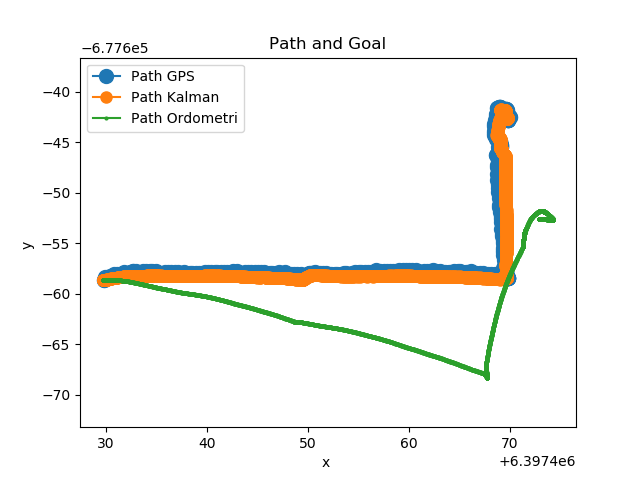 Path and Goal
−6.776e5
Path GPS
Path Kalman
Path Ordometri
−40
−45
−50
−55
−60
−65
−70
y
30 40 50 60 70
x
+6.3974e6